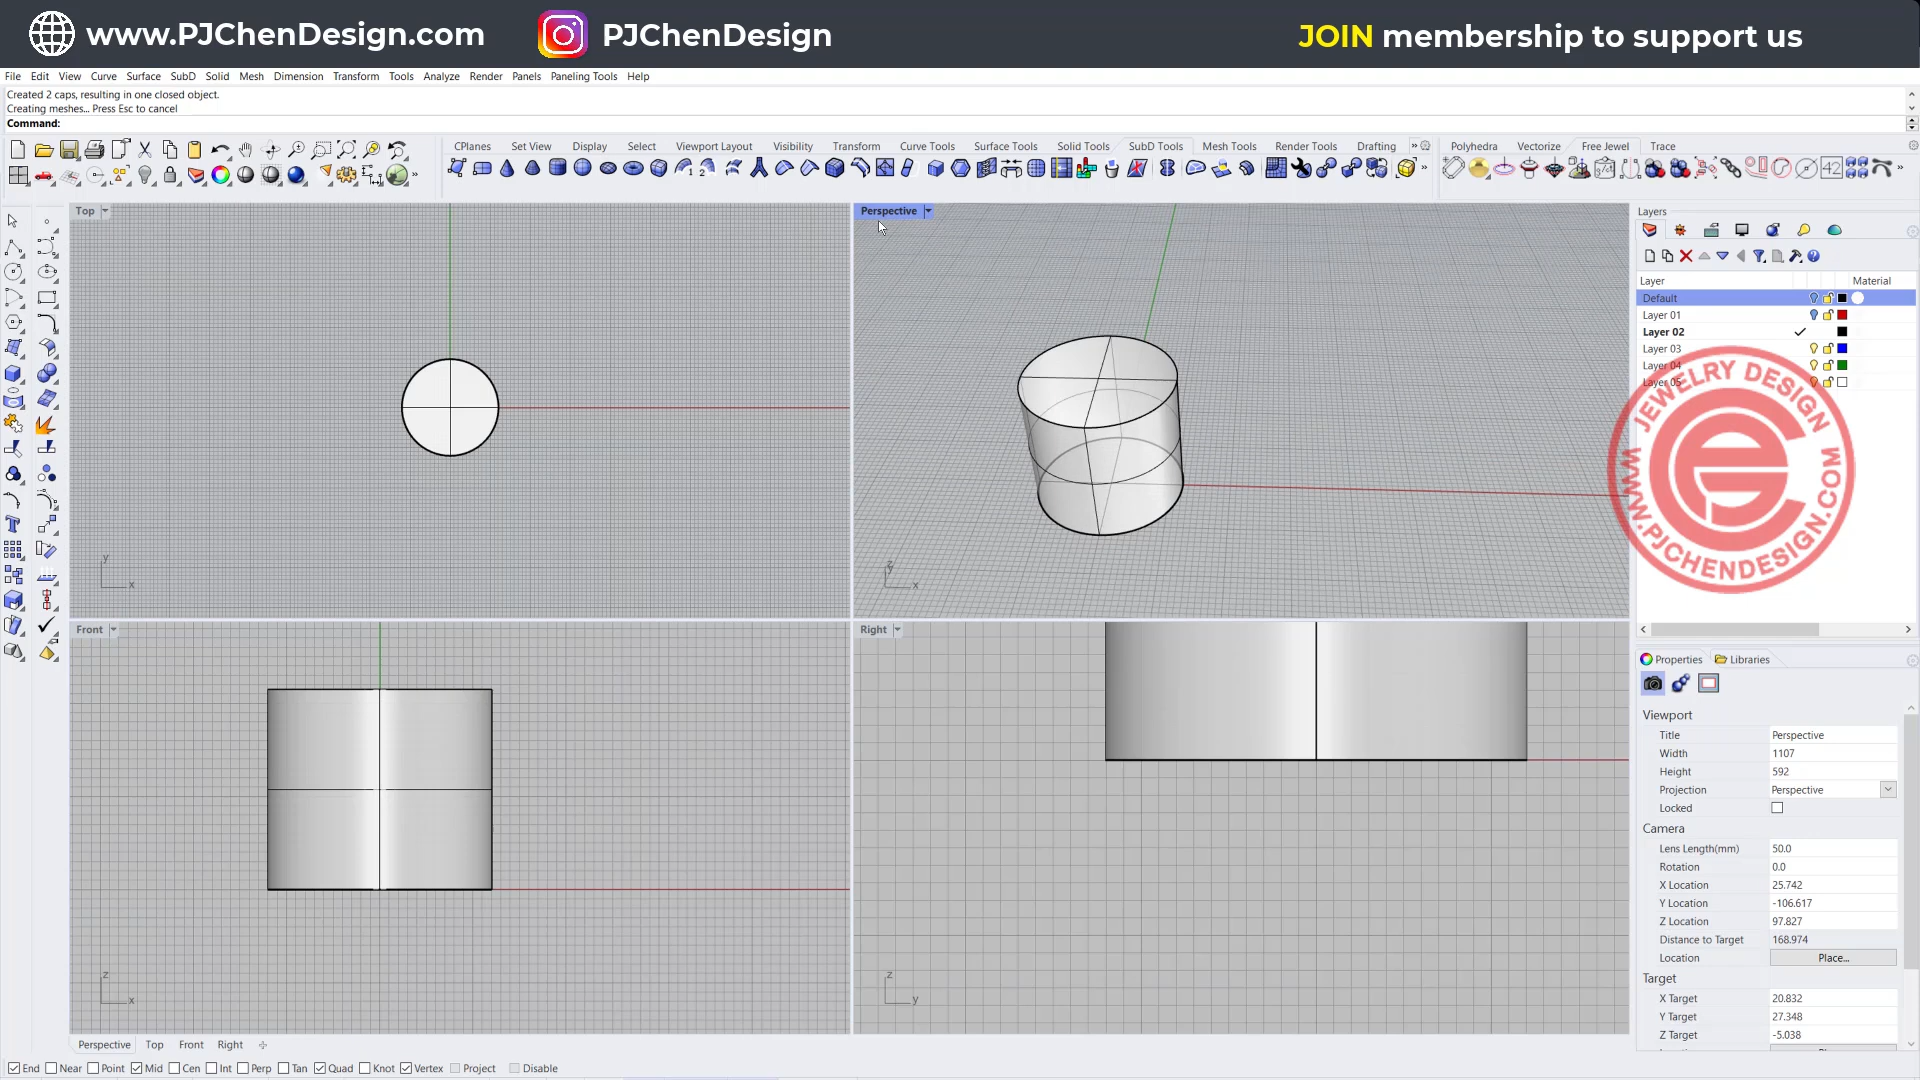 www.PJChenDesign.com PJChenDesign JOIN membership to support us
File Edit View Curve Surface SubD Solid Mesh Dimension Transform Tools Analyze Render Panels Paneling Tools Help
Created 2 caps, resulting in one closed object.
Creating meshes... Press Esc to cancel
Command:
CPlanes Set View Display Select Viewport Layout Visibility Transform Curve Tools Surface Tools Solid Tools SubD Tools Mesh Tools Render Tools Drafting » Polyhedra Vectorize Free Jewel Trace
Top
Perspective
Layers
Layer Material
Default
Layer 01
Layer 02
Layer 03
Layer 04
Layer 05
JEWELRY DESIGN
WWW.PJCHENDESIGN.COM
y
x
z
y
x
Front
Right
Properties Libraries
Viewport
Title Perspective
Width 1107
Height 592
Projection Perspective
Locked
Camera
Lens Length(mm) 50.0
Rotation 0.0
X Location 25.742
Y Location -106.617
Z Location 97.827
Distance to Target 168.974
Location Place...
Target
X Target 20.832
Y Target 27.348
Z Target -5.038
z
x
z
y
Perspective Top Front Right
End Near Point Mid Cen Int Perp Tan Quad Knot Vertex Project Disable